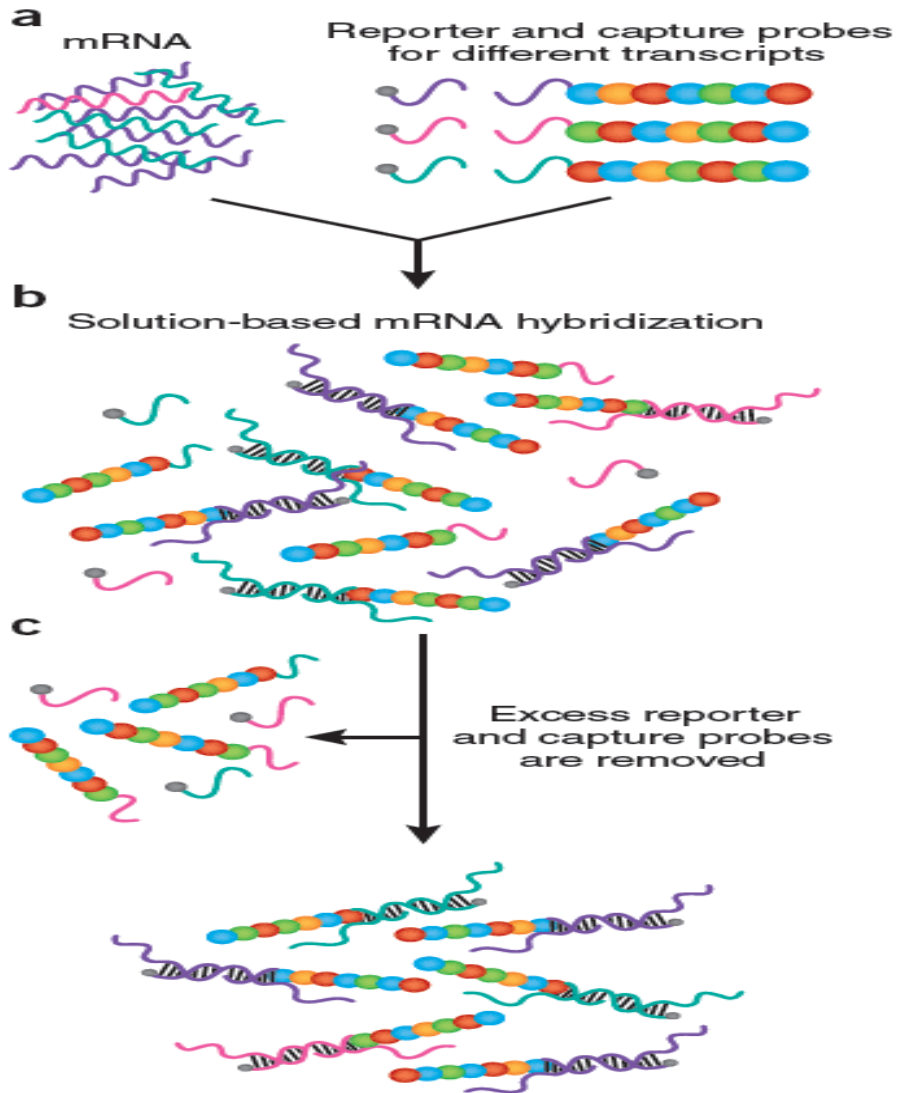 a
mRNA
Reporter and capture probes
for different transcripts
b
Solution-based mRNA hybridization
c
Excess reporter
and capture probes
are removed